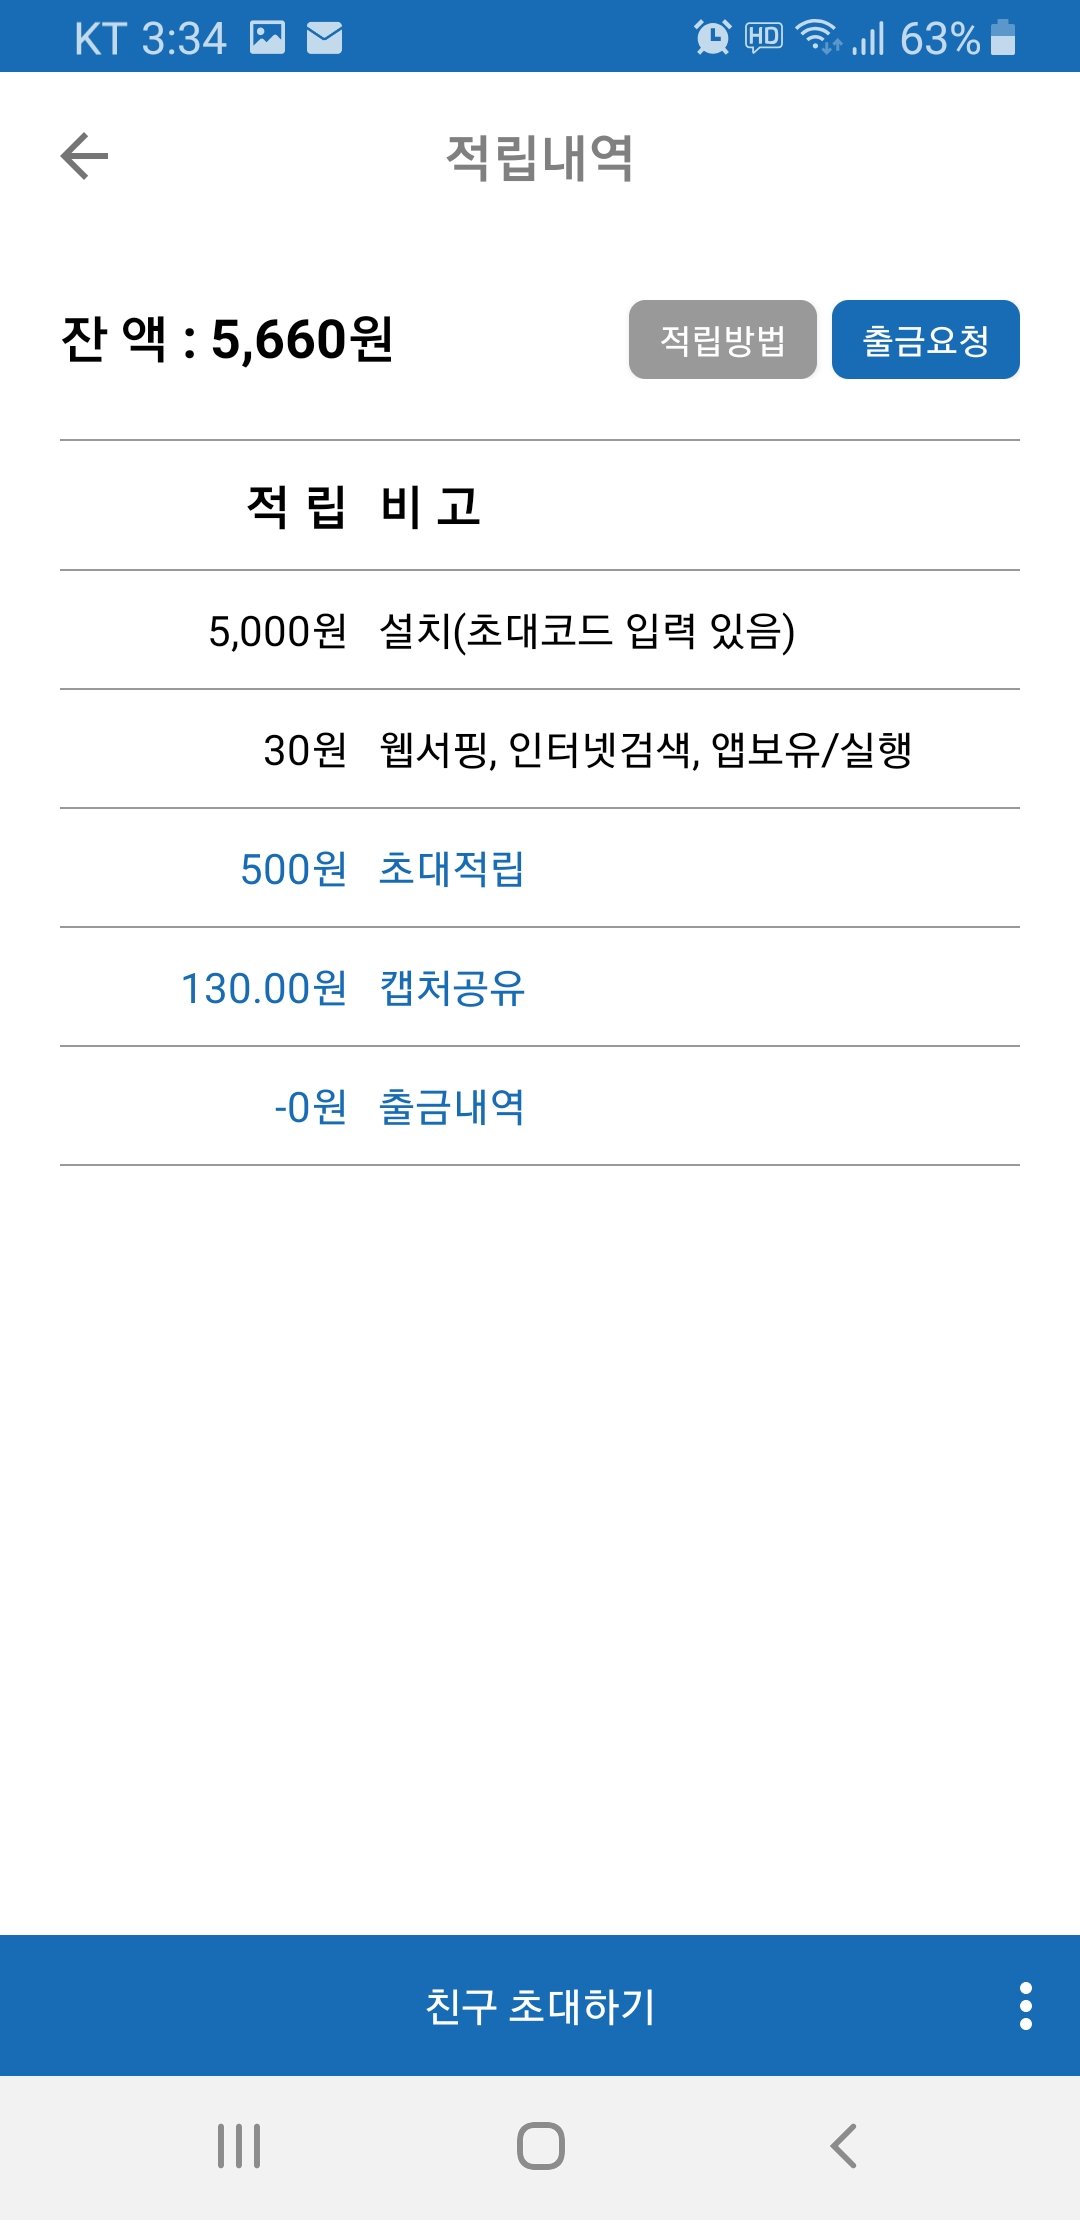 KT 3:34 HD 63%
적립내역
잔 액 : 5,660원 적립방법 출금요청
적 립 비 고
5,000원 설치(초대코드 입력 있음)
30원 웹서핑, 인터넷검색, 앱보유/실행
500원 초대적립
130.00원 캡처공유
-0원 출금내역
친구 초대하기